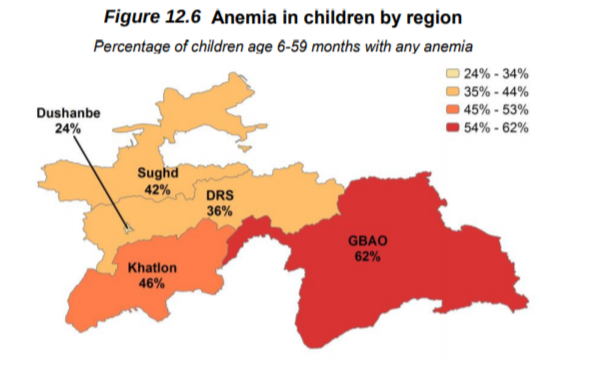 Figure 12.6 Anemia in children by region
Percentage of children age 6-59 months with any anemia
24% - 34%
35% - 44%
45% - 53%
54% - 62%
Dushanbe
24%
Sughd
42%
DRS
36%
GBAO
62%
Khatlon
46%